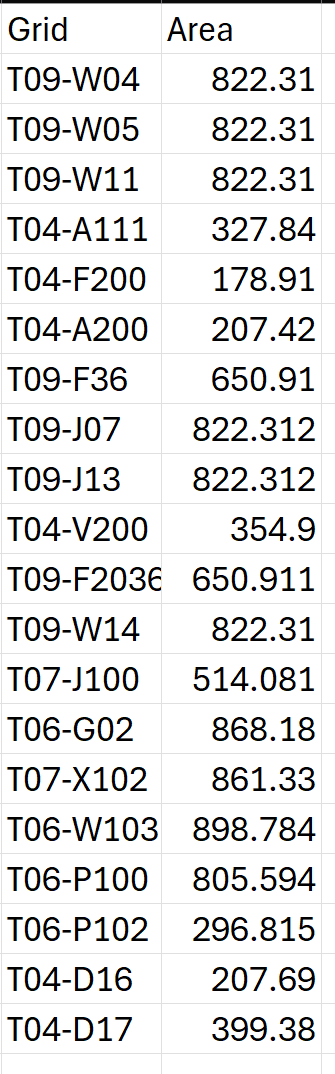 Grid Area
T09-W04 822.31
T09-W05 822.31
T09-W11 822.31
T04-A111 327.84
T04-F200 178.91
T04-A200 207.42
T09-F36 650.91
T09-J07 822.312
T09-J13 822.312
T04-V200 354.9
T09-F2036 650.911
T09-W14 822.31
T07-J100 514.081
T06-G02 868.18
T07-X102 861.33
T06-W103 898.784
T06-P100 805.594
T06-P102 296.815
T04-D16 207.69
T04-D17 399.38